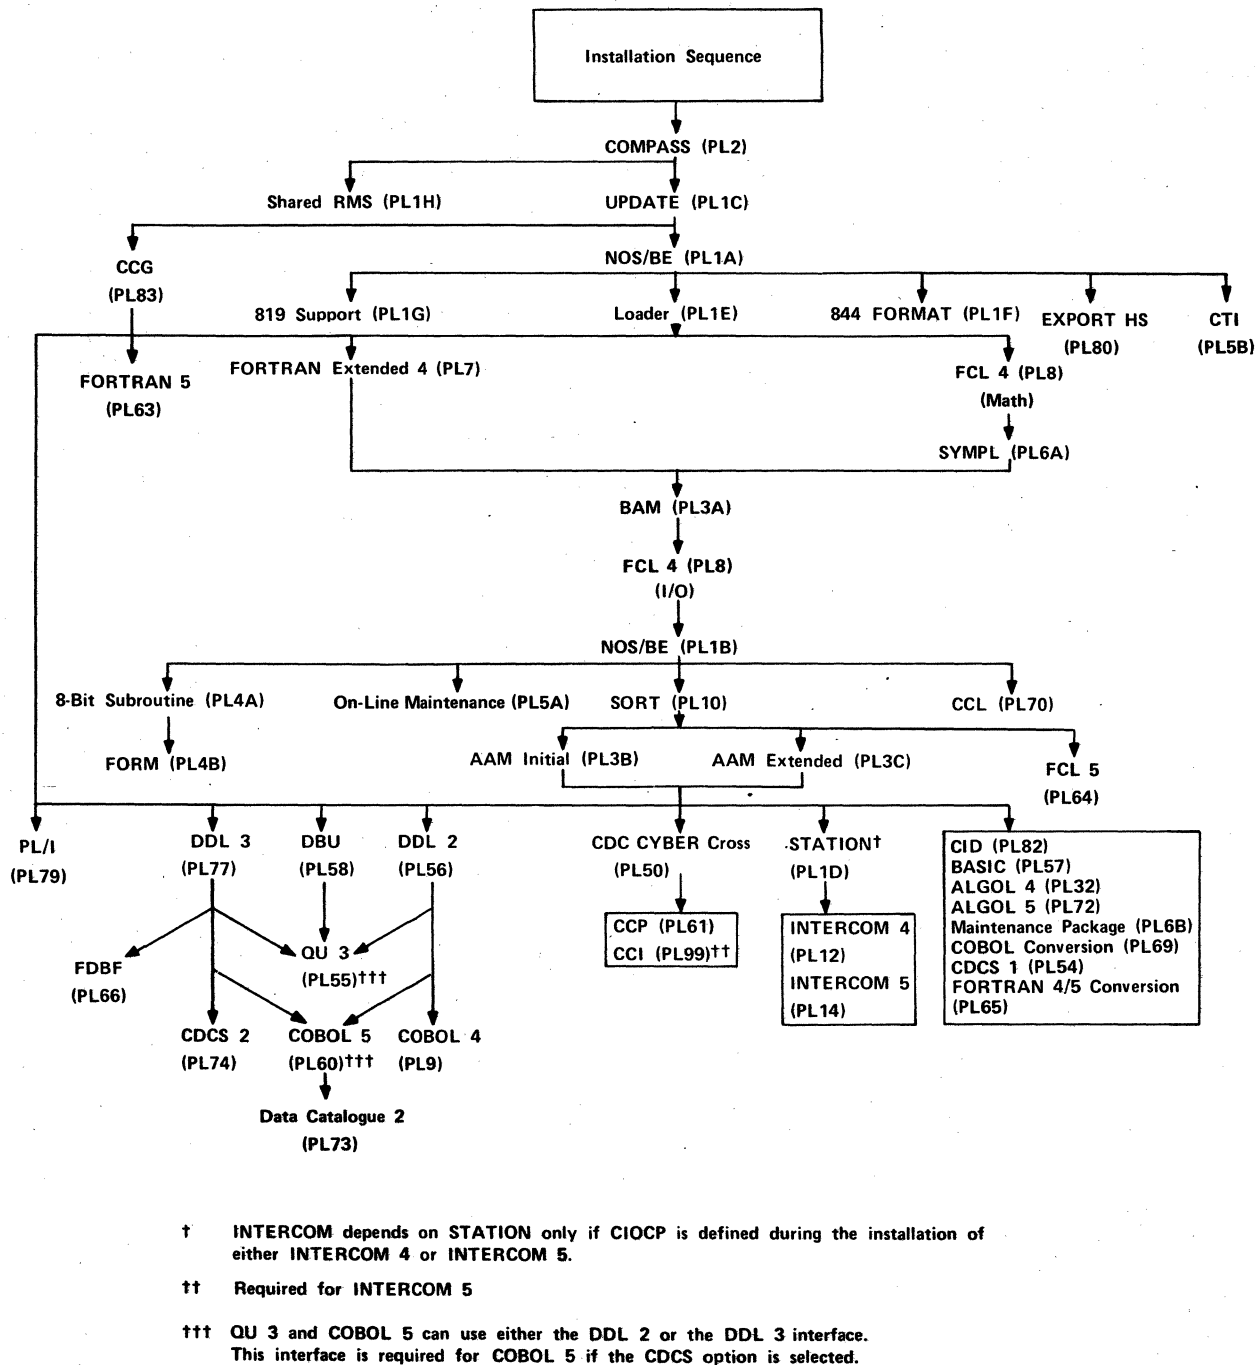 Installation Sequence
COMPASS (PL2)
Shared RMS (PL1H)
UPDATE (PL1C)
NOS/BE (PL1A)
CCG
(PL83)
819 Support (PL1G)
Loader (PL1E)
844 FORMAT (PL1F)
EXPORT HS
(PL80)
CTI
(PL5B)
FORTRAN 5
(PL63)
FORTRAN Extended 4 (PL7)
FCL 4 (PL8)
(Math)
SYMPL (PL6A)
BAM (PL3A)
FCL 4 (PL8)
(I/O)
NOS/BE (PL1B)
8-Bit Subroutine (PL4A)
On-Line Maintenance (PL5A)
SORT (PL10)
CCL (PL70)
FORM (PL4B)
AAM Initial (PL3B)
AAM Extended (PL3C)
FCL 5
(PL64)
PL/I
(PL79)
DDL 3
(PL77)
DBU
(PL58)
DDL 2
(PL56)
CDC CYBER Cross
(PL50)
STATION†
(PL1D)
CID (PL82)
BASIC (PL57)
ALGOL 4 (PL32)
ALGOL 5 (PL72)
Maintenance Package (PL6B)
COBOL Conversion (PL69)
CDCS 1 (PL54)
FORTRAN 4/5 Conversion
(PL65)
CCP (PL61)
CCI (PL99)††
INTERCOM 4
(PL12)
INTERCOM 5
(PL14)
FDBF
(PL66)
QU 3
(PL55)†††
CDCS 2
(PL74)
COBOL 5
(PL60)†††
COBOL 4
(PL9)
Data Catalogue 2
(PL73)
† INTERCOM depends on STATION only if CIOCP is defined during the installation of
either INTERCOM 4 or INTERCOM 5.
†† Required for INTERCOM 5
††† QU 3 and COBOL 5 can use either the DDL 2 or the DDL 3 interface.
This interface is required for COBOL 5 if the CDCS option is selected.